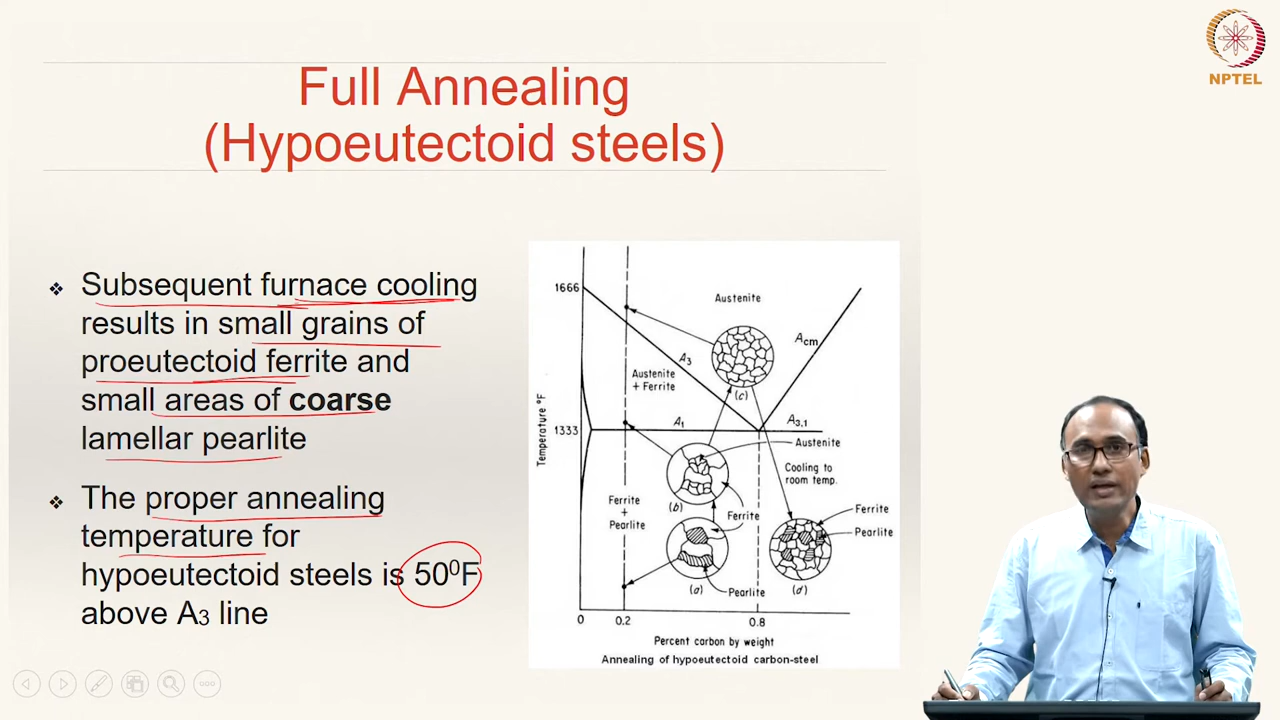 NPTEL
Full Annealing
(Hypoeutectoid steels)
❖ Subsequent furnace cooling
results in small grains of
proeutectoid ferrite and
small areas of coarse
lamellar pearlite
❖ The proper annealing
temperature for
hypoeutectoid steels is 50⁰F
above A3 line
1666
Austenite
Acm
A3
Austenite
+ Ferrite
(c)
Temperature °F
1333
A1
A3,1
Austenite
Cooling to
room temp.
Ferrite
+
Pearlite
(b)
Ferrite
Ferrite
Pearlite
(a)
(d)
Pearlite
0
0.2
0.8
Percent carbon by weight
Annealing of hypoeutectoid carbon-steel